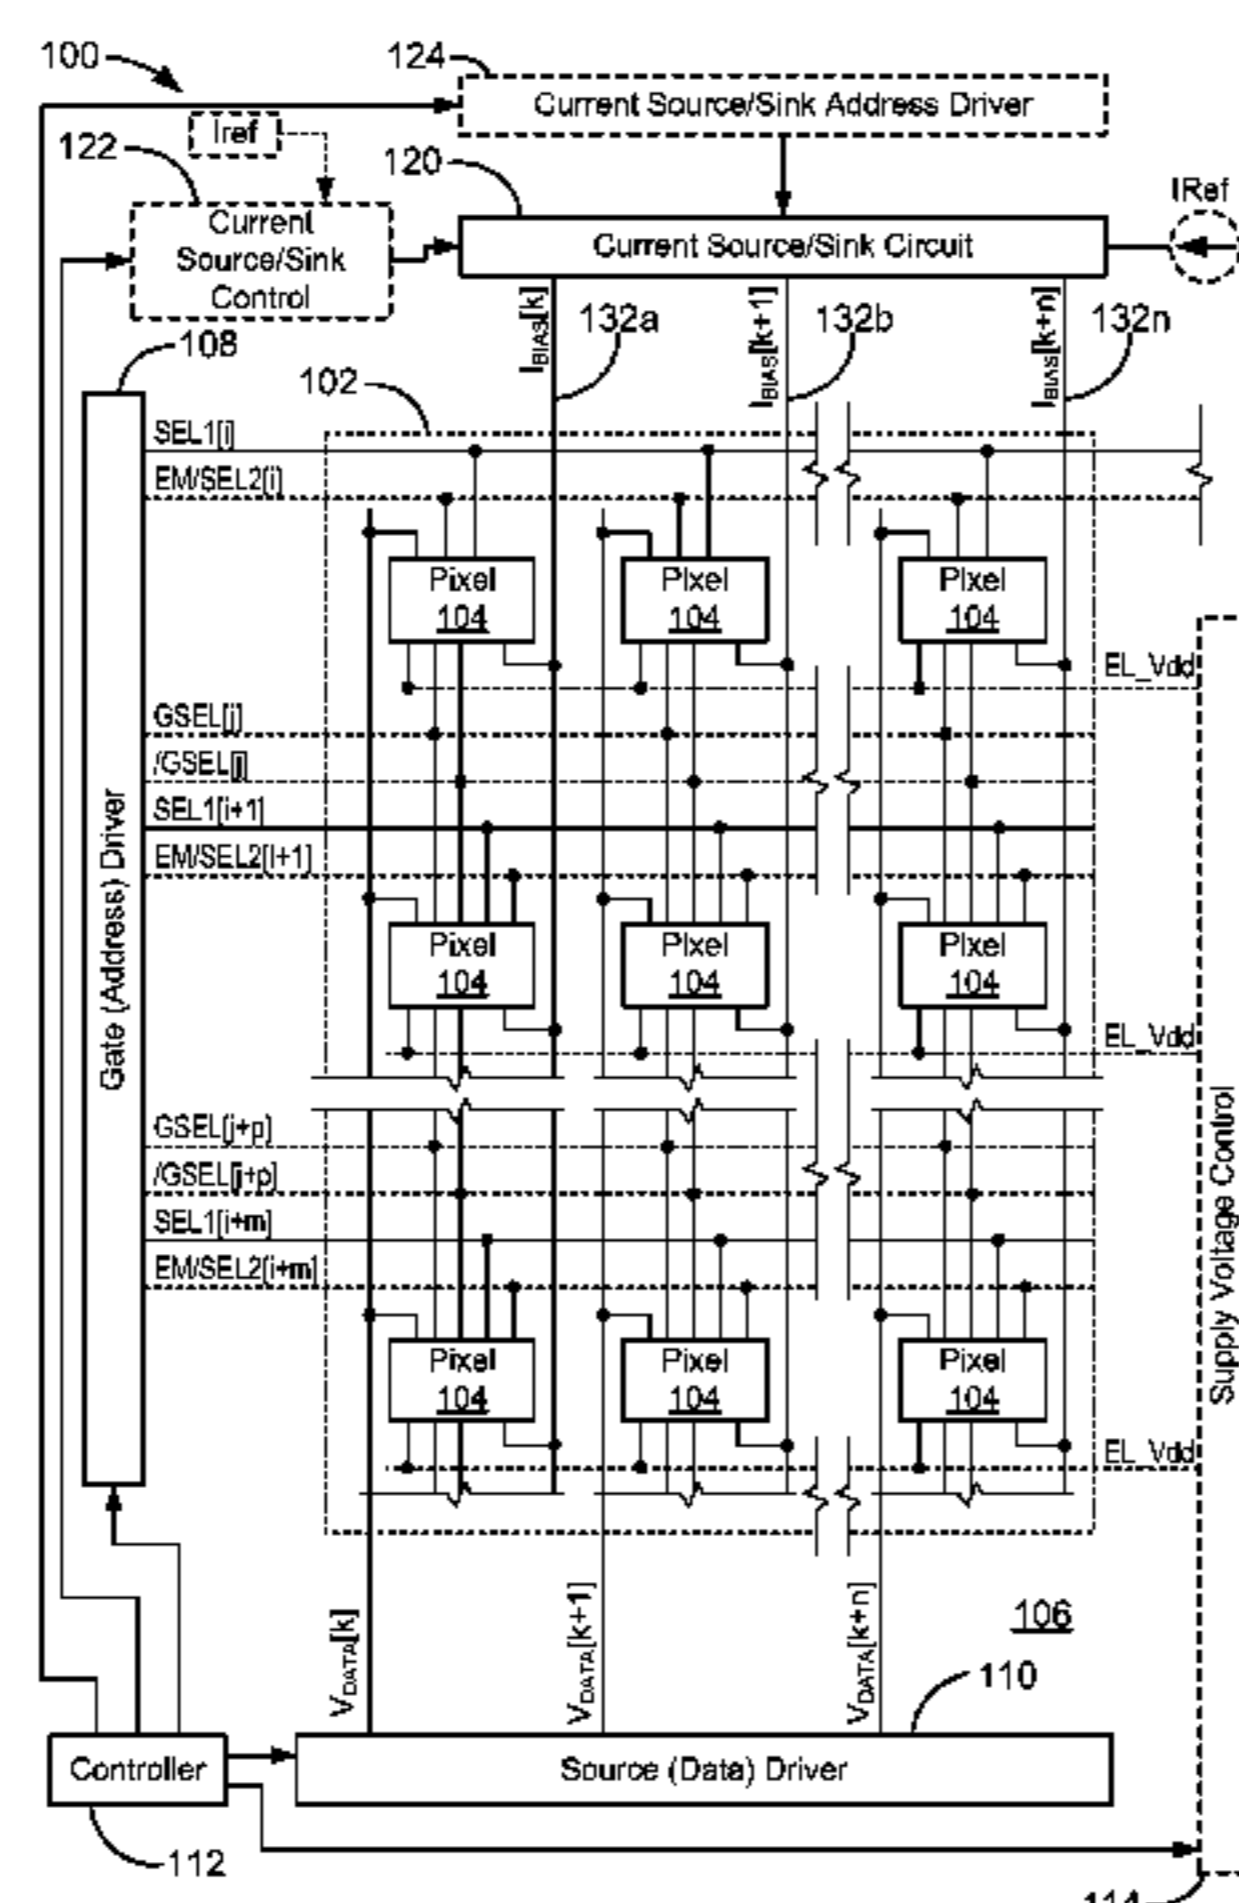 100
124
Current Source/Sink Address Driver
Iref
122
120
IRef
Current
Source/Sink
Control
Current Source/Sink Circuit
IBIAS[k]
132a
IBIAS[k+1]
132b
IBIAS[k+n]
132n
108
102
SEL1[i]
EM/SEL2[i]
Pixel
104
Pixel
104
Pixel
104
EL_Vdd
GSEL[j]
/GSEL[j]
SEL1[i+1]
EM/SEL2[i+1]
Gate (Address) Driver
Pixel
104
Pixel
104
Pixel
104
EL_Vdd
GSEL[j+p]
/GSEL[j+p]
SEL1[i+m]
EM/SEL2[i+m]
Supply Voltage Control
Pixel
104
Pixel
104
Pixel
104
EL_Vdd
VDATA[k]
VDATA[k+1]
VDATA[k+n]
106
110
Controller
Source (Data) Driver
112
114